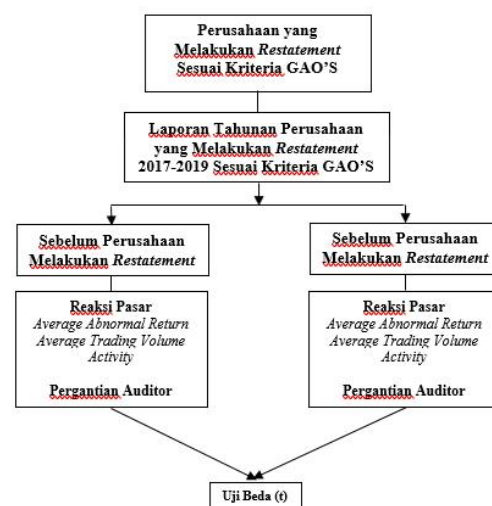 Perusahaan yang
Melakukan Restatement
Sesuai Kriteria GAO'S
Laporan Tahunan Perusahaan
yang Melakukan Restatement
2017-2019 Sesuai Kriteria GAO'S
Sebelum Perusahaan
Melakukan Restatement
Reaksi Pasar
Average Abnormal Return
Average Trading Volume
Activity
Pergantian Auditor
Sebelum Perusahaan
Melakukan Restatement
Reaksi Pasar
Average Abnormal Return
Average Trading Volume
Activity
Pergantian Auditor
Uji Beda (t)